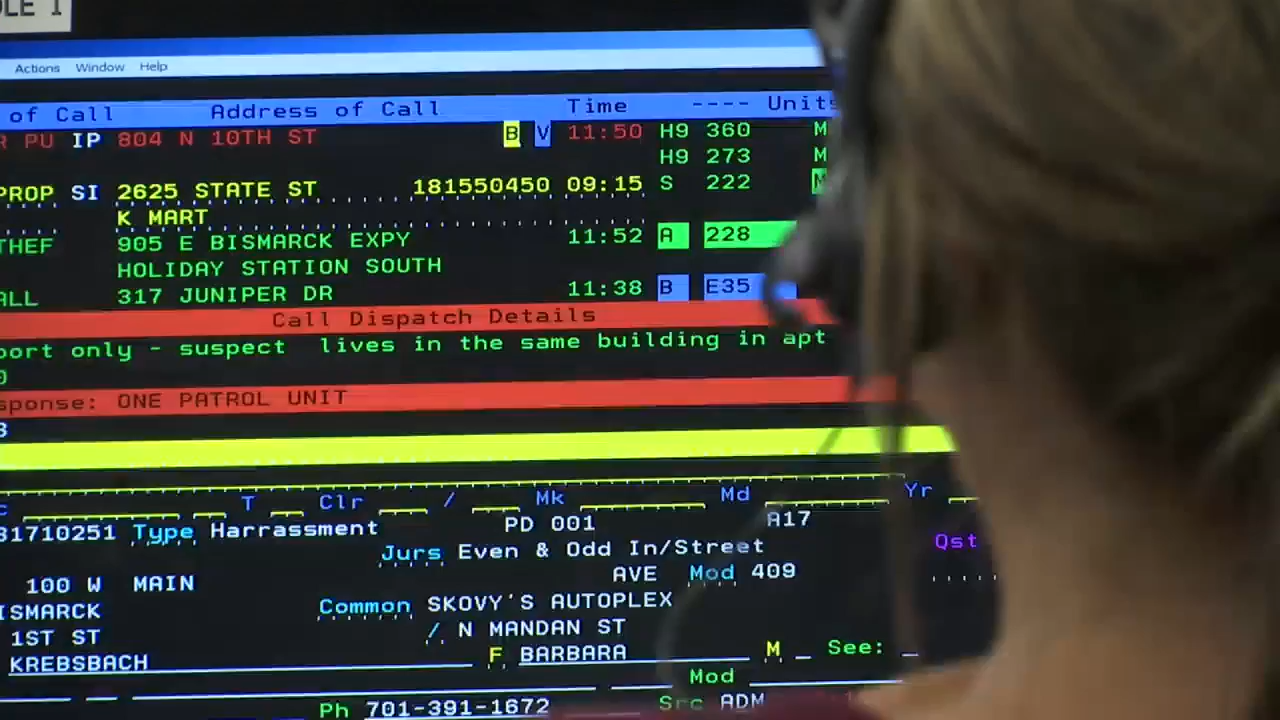 OLE I
Actions Window Help
of Call Address of Call Time ---- Units
R PU IP 804 N 10TH ST B V 11:50 H9 360 M
H9 273 M
PROP SI 2625 STATE ST 181550450 09:15 S 222 M
K MART
THEF 905 E BISMARCK EXPY 11:52 A 228
HOLIDAY STATION SOUTH
ALL 317 JUNIPER DR 11:38 B E35
Call Dispatch Details
port only - suspect lives in the same building in apt
0
sponse: ONE PATROL UNIT
3
c T Clr / Mk Md Yr
81710251 Type Harrassment PD 001 A17
Jurs Even & Odd In/Street Qst
100 W MAIN AVE Mod 409
ISMARCK Common SKOVY'S AUTOPLEX
1ST ST / N MANDAN ST
KREBSBACH F BARBARA M See:
Mod
Ph 701-391-1672 Src ADM